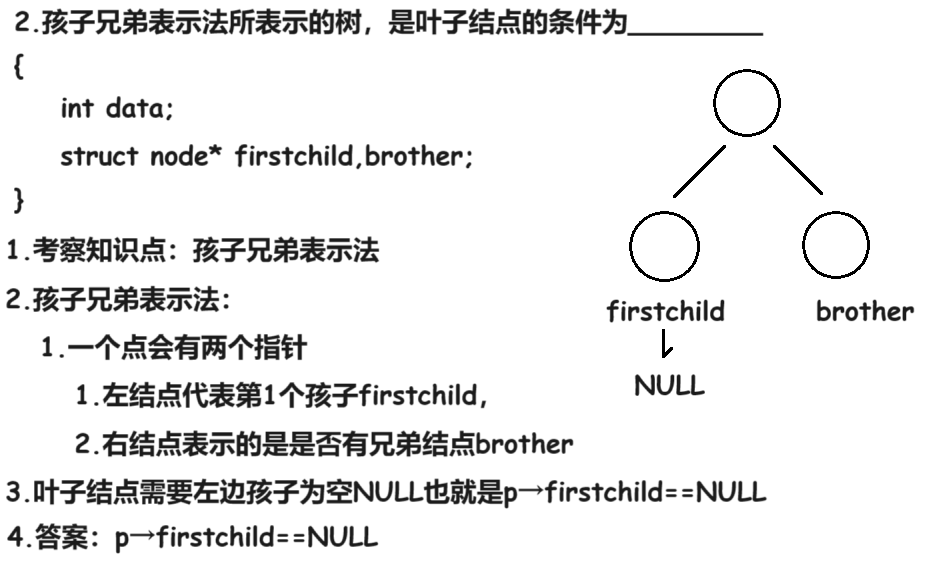 2.孩子兄弟表示法所表示的树，是叶子结点的条件为__________
{
int data;
struct node* firstchild,brother;
}
1.考察知识点：孩子兄弟表示法
2.孩子兄弟表示法：
1.一个点会有两个指针
1.左结点代表第1个孩子firstchild,
2.右结点表示的是是否有兄弟结点brother
3.叶子结点需要左边孩子为空NULL也就是p→firstchild==NULL
4.答案：p→firstchild==NULL
firstchild
brother
NULL